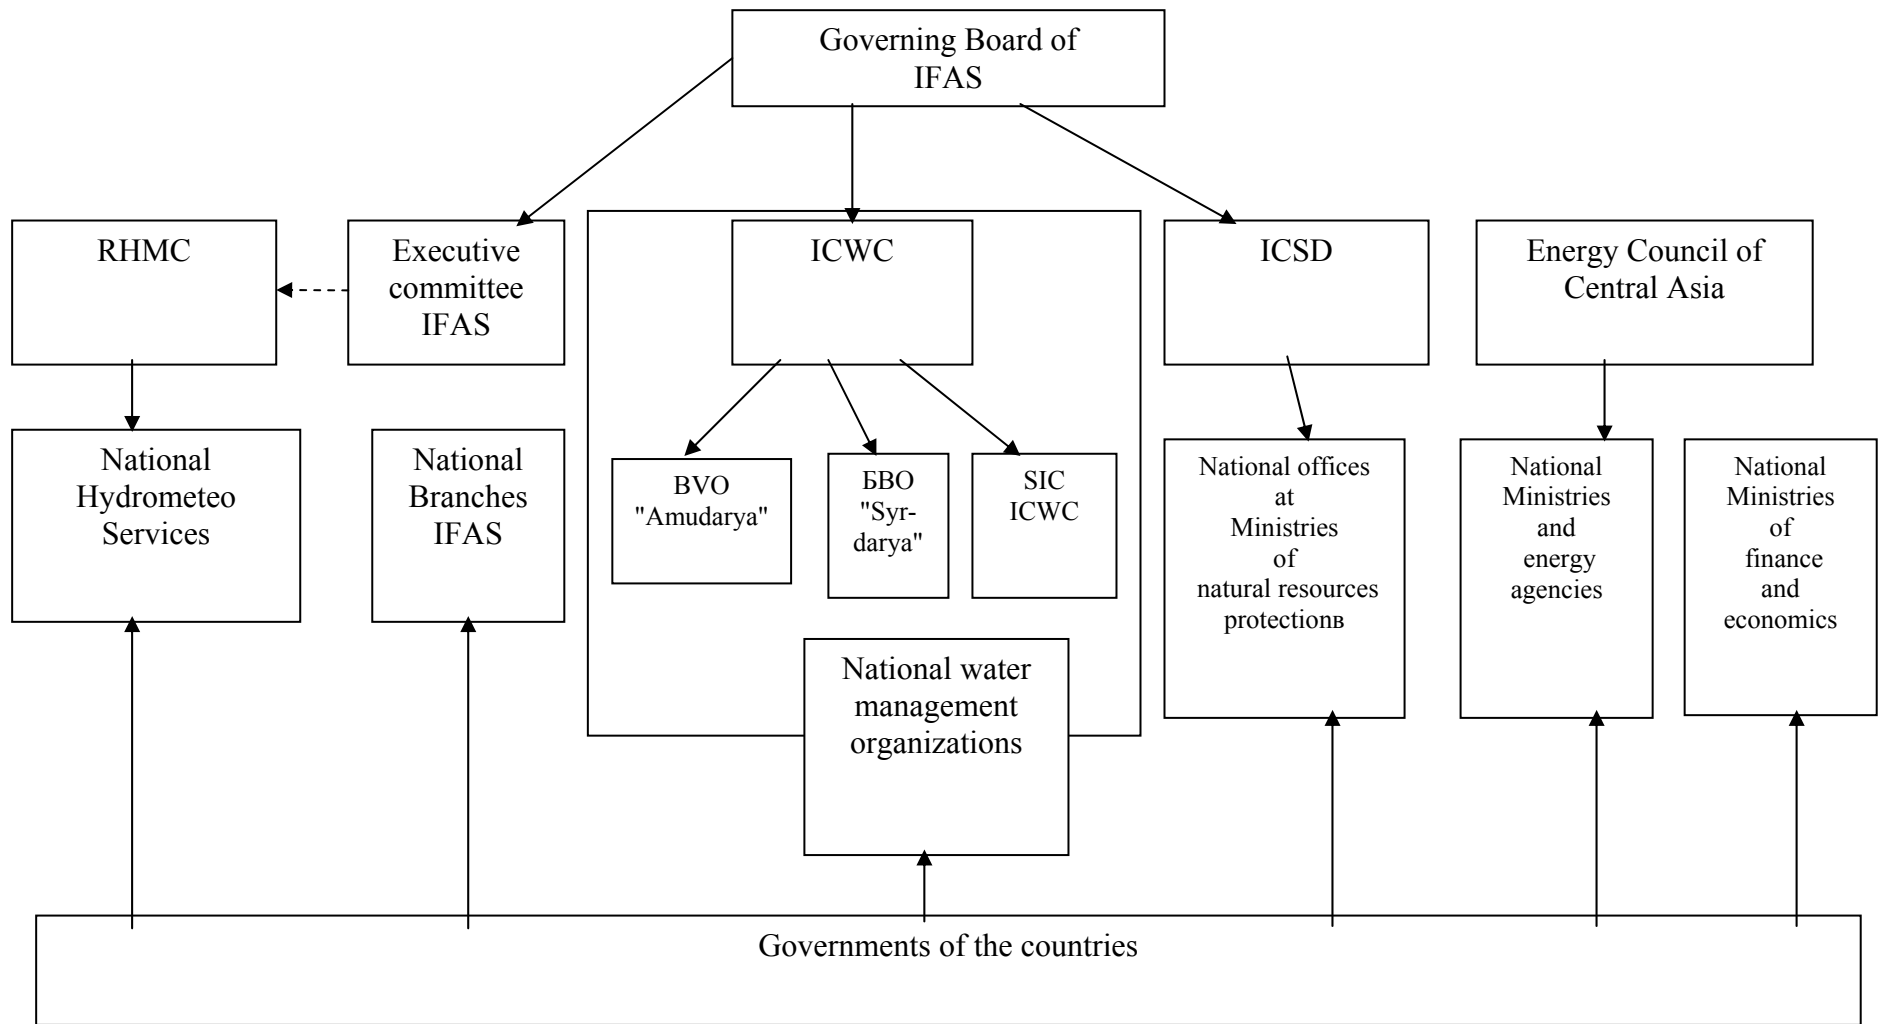 Governing Board of
IFAS
RHMC
Executive
committee
IFAS
ICWC
ICSD
Energy Council of
Central Asia
National
Hydrometeo
Services
National
Branches
IFAS
BVO
"Amudarya"
БВО
"Syr-
darya"
SIC
ICWC
National offices
at
Ministries
of
natural resources
protectionв
National
Ministries
and
energy
agencies
National
Ministries
of
finance
and
economics
National water
management
organizations
Governments of the countries